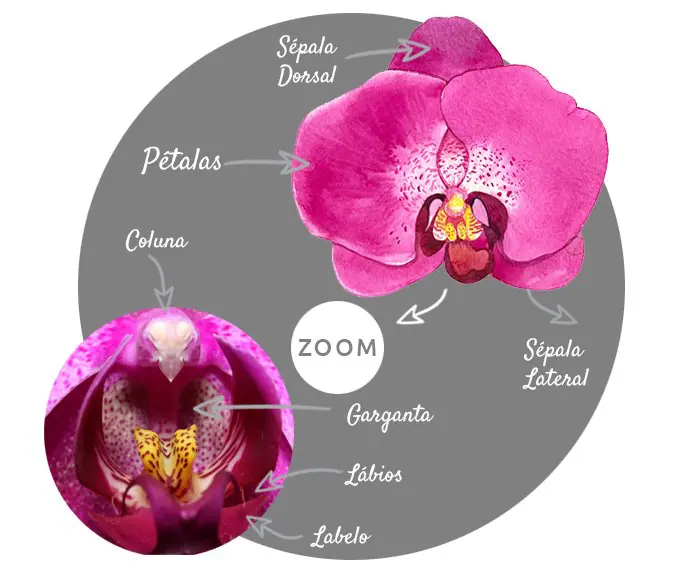 Sépala
Dorsal
Pétalas
Coluna
ZOOM
Sépala
Lateral
Garganta
Lábios
Labelo